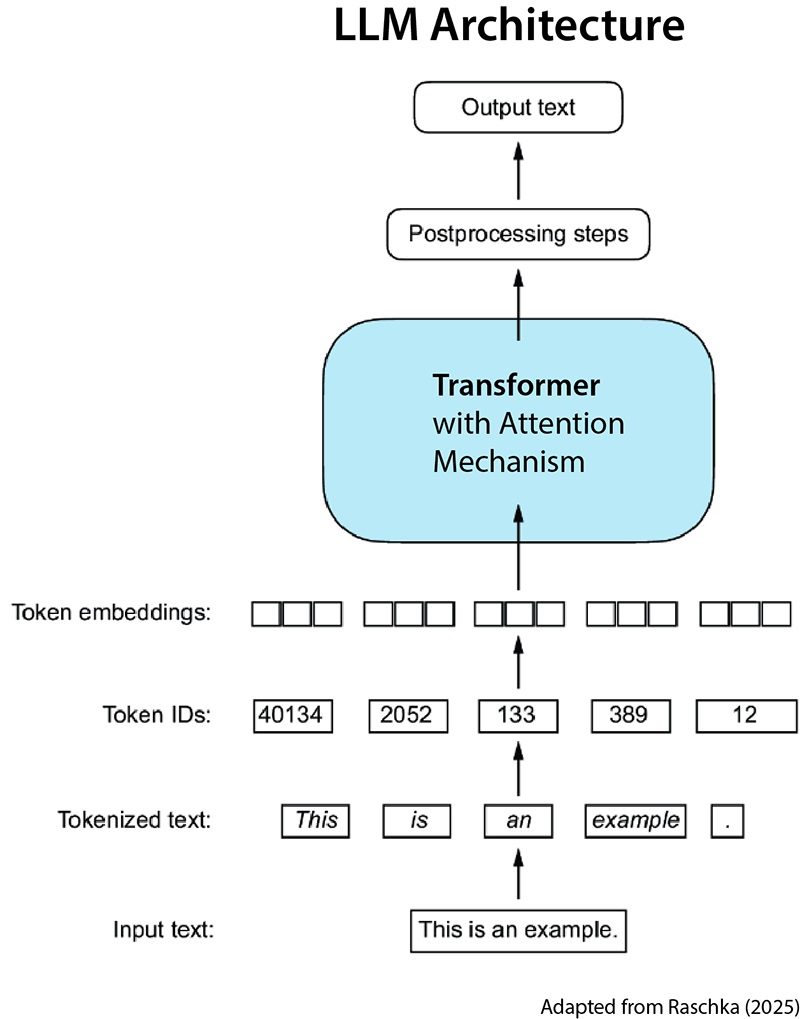 LLM Architecture
Output text
Postprocessing steps
Transformer
with Attention
Mechanism
Token embeddings:
Token IDs: 40134 2052 133 389 12
Tokenized text: This is an example .
Input text: This is an example.
Adapted from Raschka (2025)